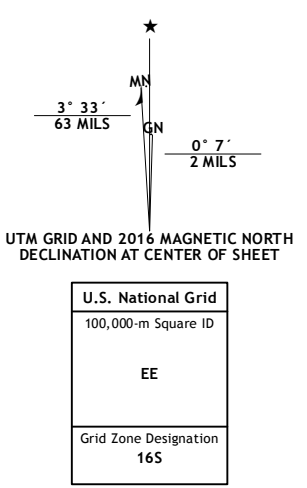 MN
3° 33´
63 MILS
GN
0° 7´
2 MILS
UTM GRID AND 2016 MAGNETIC NORTH
DECLINATION AT CENTER OF SHEET
U.S. National Grid
100,000-m Square ID
EE
Grid Zone Designation
16S